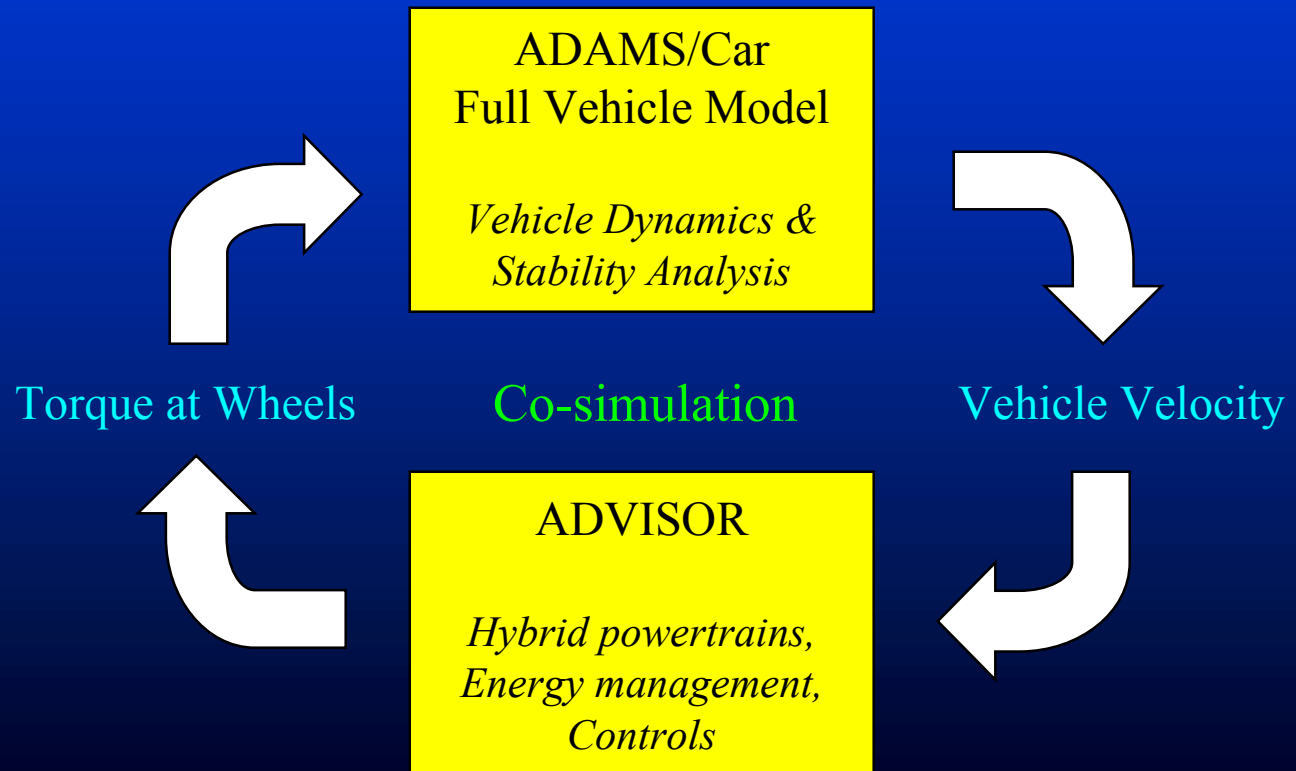 ADAMS/Car
Full Vehicle Model
Vehicle Dynamics &
Stability Analysis
Torque at Wheels
Co-simulation
Vehicle Velocity
ADVISOR
Hybrid powertrains,
Energy management,
Controls